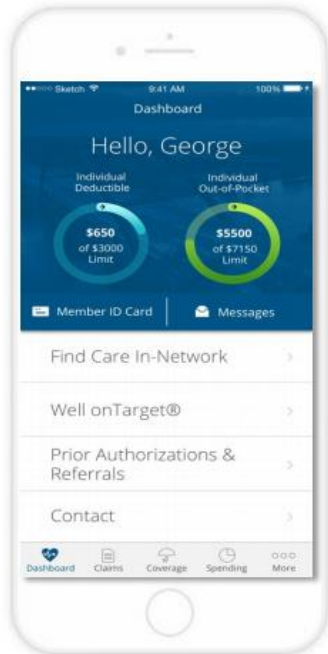 Sketch 9:41 AM 100%
Dashboard
Hello, George
Individual
Deductible
$650
of $3000
Limit
Individual
Out-of-Pocket
$5500
of $7150
Limit
Member ID Card
Messages
Find Care In-Network
Well onTarget®
Prior Authorizations &
Referrals
Contact
Dashboard Claims Coverage Spending More